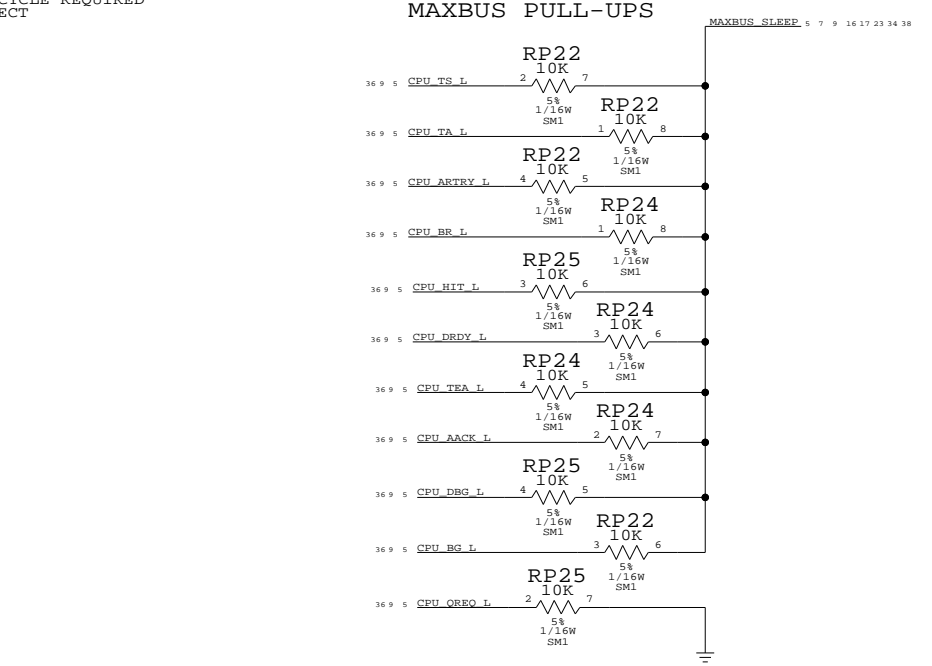 CYCLE REQUIRED
ECT
MAXBUS PULL-UPS
MAXBUS_SLEEP 5 7 9 16 17 23 34 38
RP22
10K
36 9 5 CPU_TS_L 2 7
5%
1/16W
SM1
RP22
10K
36 9 5 CPU_TA_L 1 8
5%
1/16W
SM1
RP22
10K
36 9 5 CPU_ARTRY_L 4 5
5%
1/16W
SM1
RP24
10K
36 9 5 CPU_BR_L 1 8
5%
1/16W
SM1
RP25
10K
36 9 5 CPU_HIT_L 3 6
5%
1/16W
SM1
RP24
10K
36 9 5 CPU_DRDY_L 3 6
5%
1/16W
SM1
RP24
10K
36 9 5 CPU_TEA_L 4 5
5%
1/16W
SM1
RP24
10K
36 9 5 CPU_AACK_L 2 7
5%
1/16W
SM1
RP25
10K
36 9 5 CPU_DBG_L 4 5
5%
1/16W
SM1
RP22
10K
36 9 5 CPU_BG_L 3 6
5%
1/16W
SM1
RP25
10K
36 9 5 CPU_QREQ_L 2 7
5%
1/16W
SM1